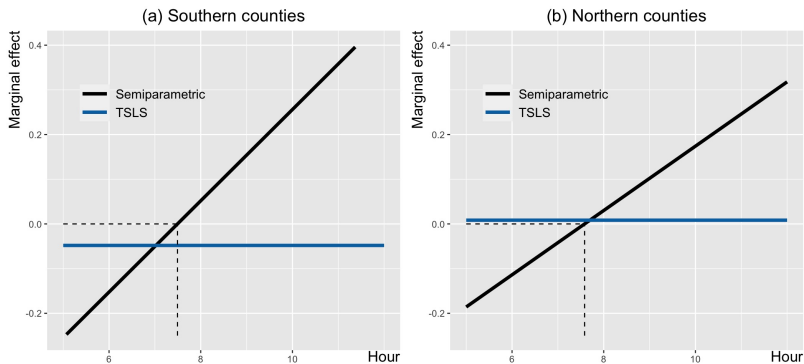 (a) Southern counties
Marginal effect
0.4
0.2
0.0
-0.2
Semiparametric
TSLS
6
8
10
Hour
(b) Northern counties
Marginal effect
0.4
0.2
0.0
-0.2
Semiparametric
TSLS
6
8
10
Hour